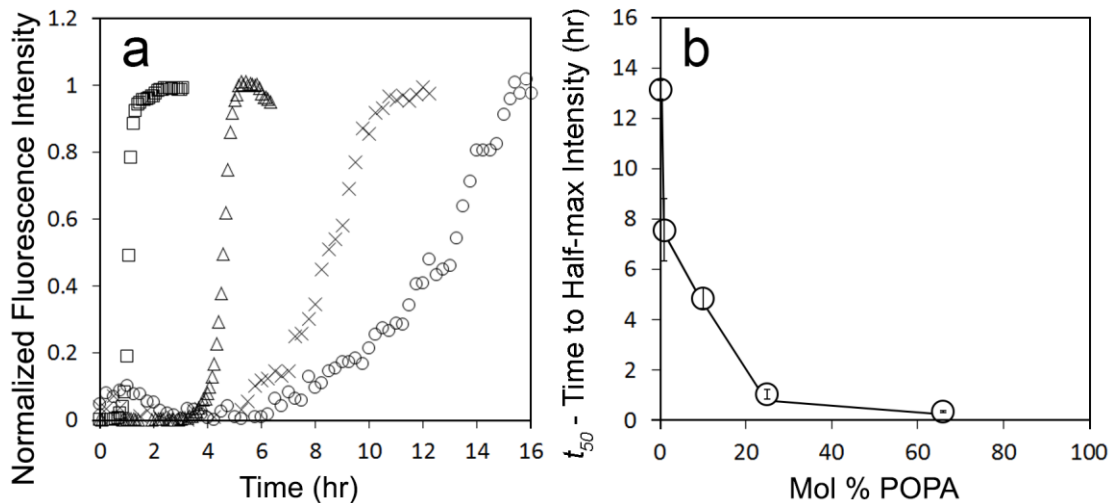 a
Normalized Fluorescence Intensity
1.2
1
0.8
0.6
0.4
0.2
0
0 2 4 6 8 10 12 14 16
Time (hr)
b
t50 - Time to Half-max Intensity (hr)
16
14
12
10
8
6
4
2
0
0 20 40 60 80 100
Mol % POPA